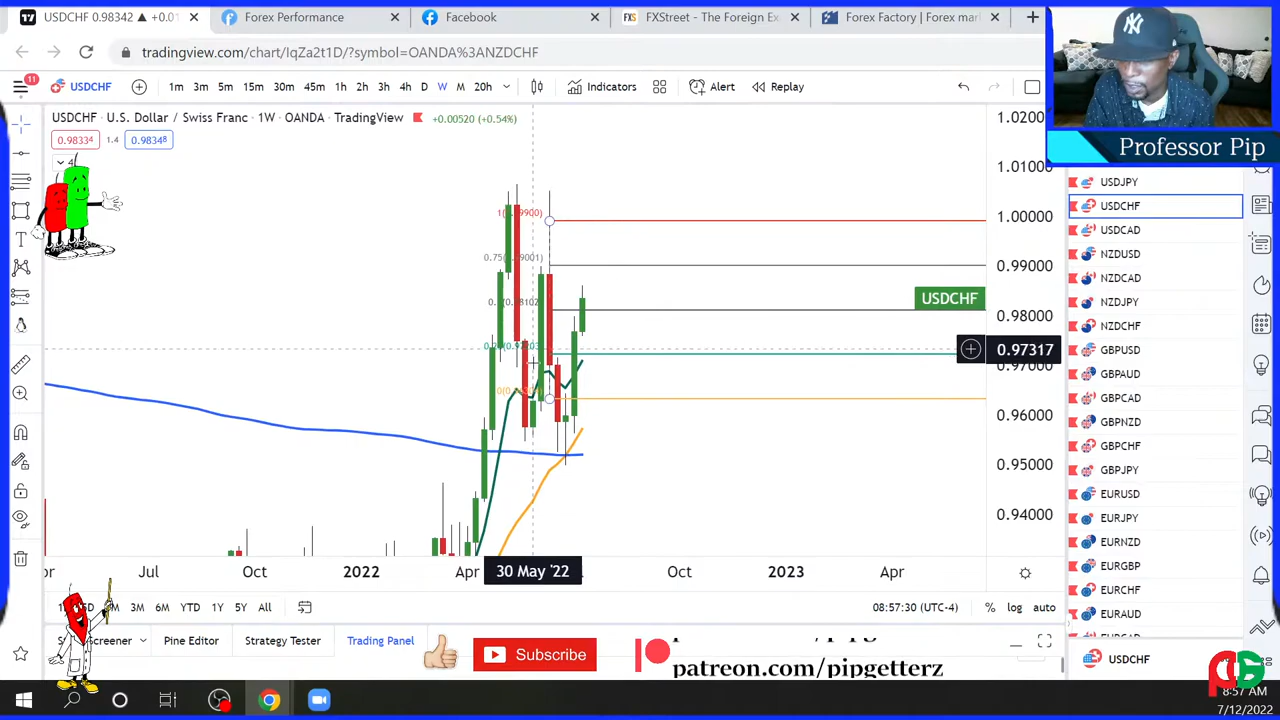 USDCHF 0.98342 ▲ +0.01
Forex Performance
Facebook
FXStreet - The Foreign Ex
Forex Factory | Forex mar
tradingview.com/chart/IqZa2t1D/?symbol=OANDA%3ANZDCHF
11
USDCHF
1m 3m 5m 15m 30m 45m 1h 2h 3h 4h D W M 20h
Indicators
Alert
Replay
USDCHF · U.S. Dollar / Swiss Franc · 1W · OANDA · TradingView
+0.00520 (+0.54%)
0.98334
1.4
0.98348
4
Professor Pip
1.02000
1.01000
1.00000
0.99000
0.98000
0.97317
0.97000
0.96000
0.95000
0.94000
USDCHF
USDJPY
USDCHF
USDCAD
NZDUSD
NZDCAD
NZDJPY
NZDCHF
GBPUSD
GBPAUD
GBPCAD
GBPNZD
GBPCHF
GBPJPY
EURUSD
EURJPY
EURNZD
EURGBP
EURCHF
EURAUD
Jul
Oct
2022
Apr
30 May '22
Oct
2023
Apr
3M 6M YTD 1Y 5Y All
08:57:30 (UTC-4)
% log auto
Pine Editor
Strategy Tester
Trading Panel
Subscribe
patreon.com/pipgetterz
USDCHF
PG
8:57 AM
7/12/2022